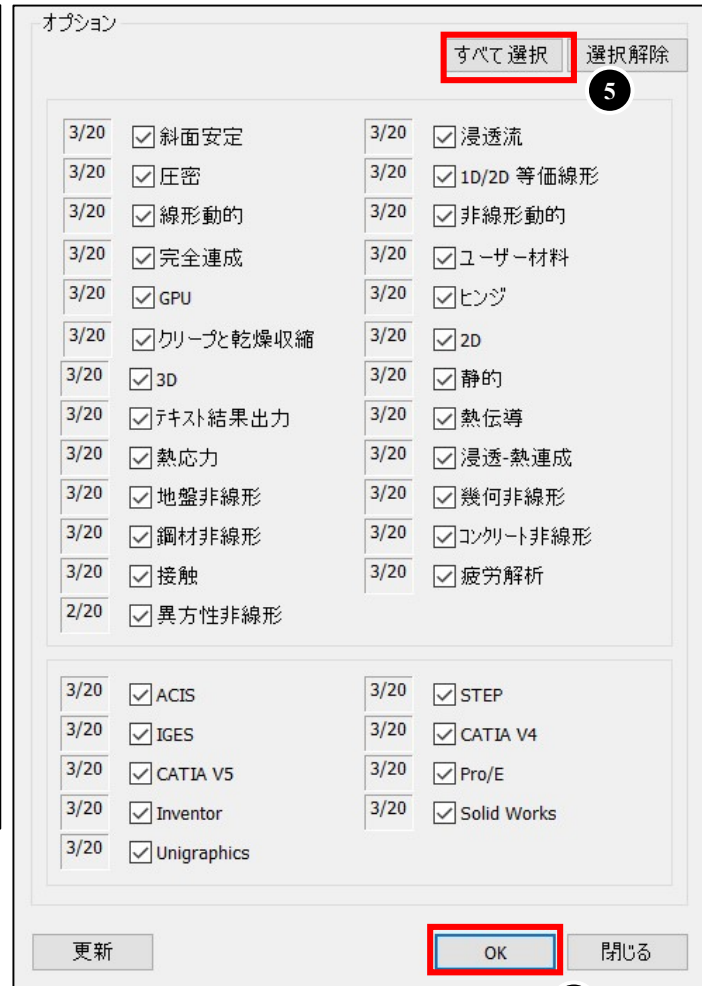 オプション
すべて選択 選択解除
5
3/20 斜面安定 3/20 浸透流
3/20 圧密 3/20 1D/2D 等価線形
3/20 線形動的 3/20 非線形動的
3/20 完全連成 3/20 ユーザー材料
3/20 GPU 3/20 ヒンジ
3/20 クリープと乾燥収縮 3/20 2D
3/20 3D 3/20 静的
3/20 テキスト結果出力 3/20 熱伝導
3/20 熱応力 3/20 浸透-熱連成
3/20 地盤非線形 3/20 幾何非線形
3/20 鋼材非線形 3/20 コンクリート非線形
3/20 接触 3/20 疲労解析
2/20 異方性非線形
3/20 ACIS 3/20 STEP
3/20 IGES 3/20 CATIA V4
3/20 CATIA V5 3/20 Pro/E
3/20 Inventor 3/20 Solid Works
3/20 Unigraphics
更新 OK 閉じる